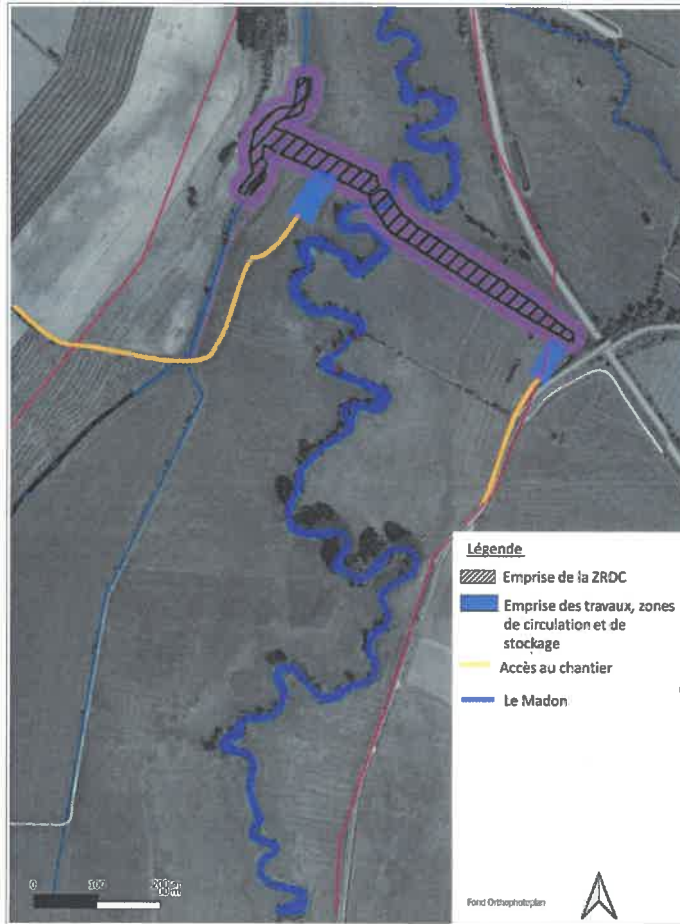 Légende
Emprise de la ZRDC
Emprise des travaux, zones
de circulation et de
stockage
Accès au chantier
Le Madon
0 100
Fond Orthophotoplan